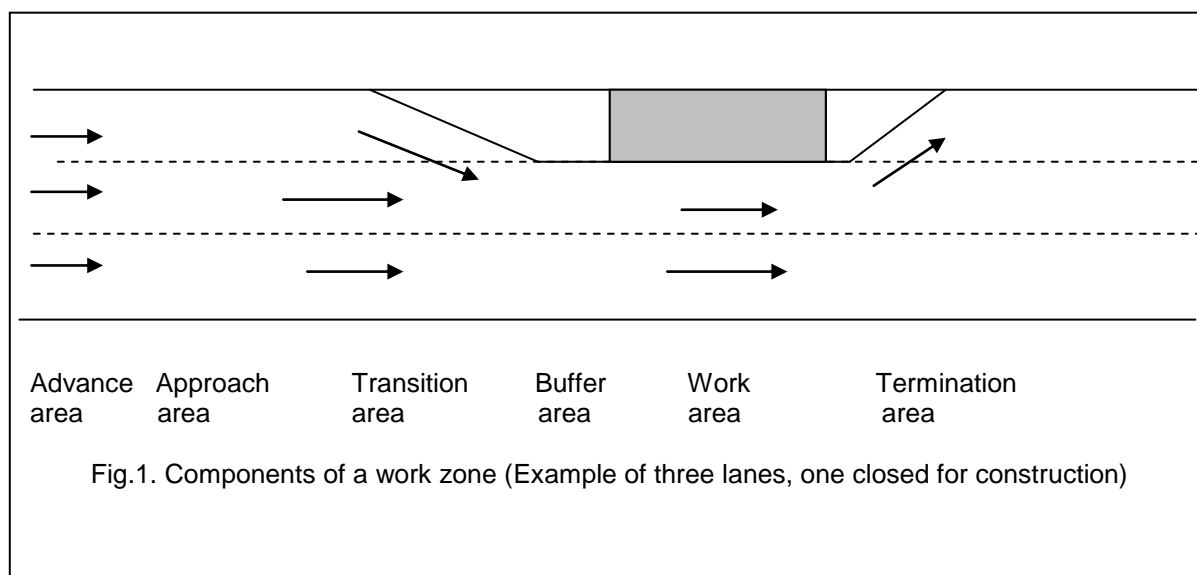 Advance Approach Transition Buffer Work Termination
area area area area area area
Fig.1. Components of a work zone (Example of three lanes, one closed for construction)